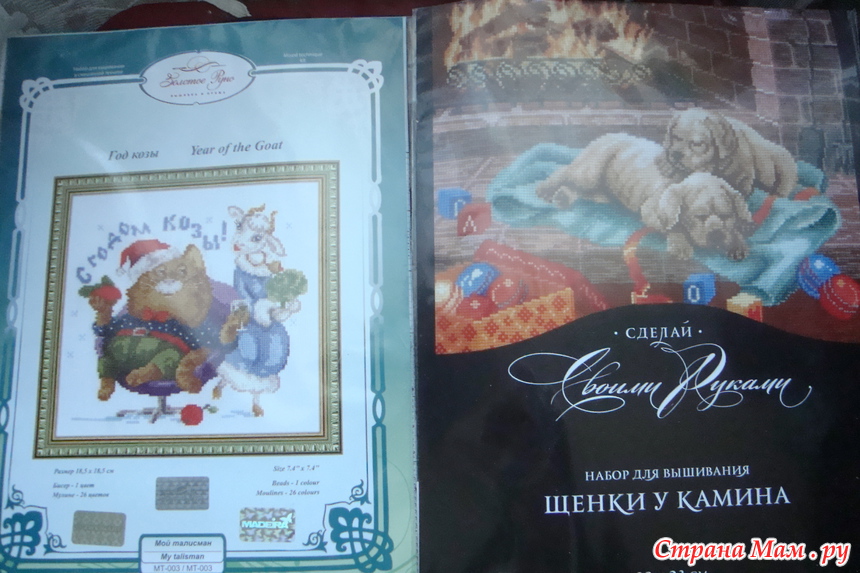 Золотое Руно
Год козы Year of the Goat
С годом козы!
Размер 18,5 x 18,5 см Size 7.4" x 7.4"
Бисер - 1 цвет Beads - 1 colour
Мулине - 26 цветов Moulines - 26 colours
MADEIRA
Мой талисман
My talisman
МТ-003 / MT-003
· СДЕЛАЙ ·
Своими Руками
НАБОР ДЛЯ ВЫШИВАНИЯ
ЩЕНКИ У КАМИНА
Страна Мам.ру